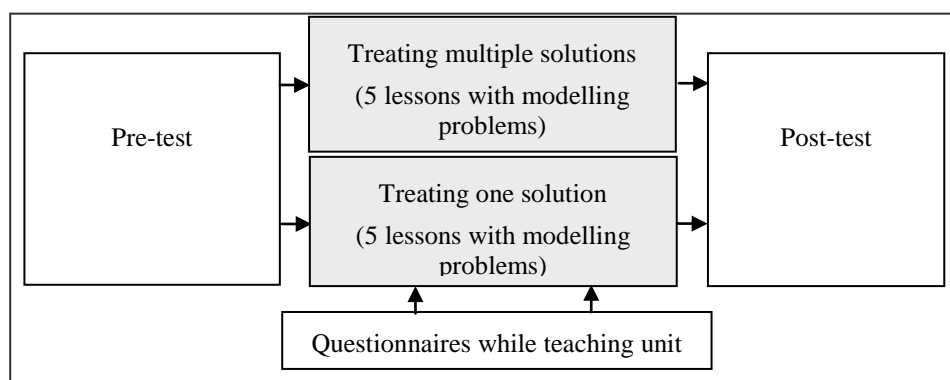 Pre-test
Treating multiple solutions
(5 lessons with modelling
problems)
Treating one solution
(5 lessons with modelling
problems)
Post-test
Questionnaires while teaching unit